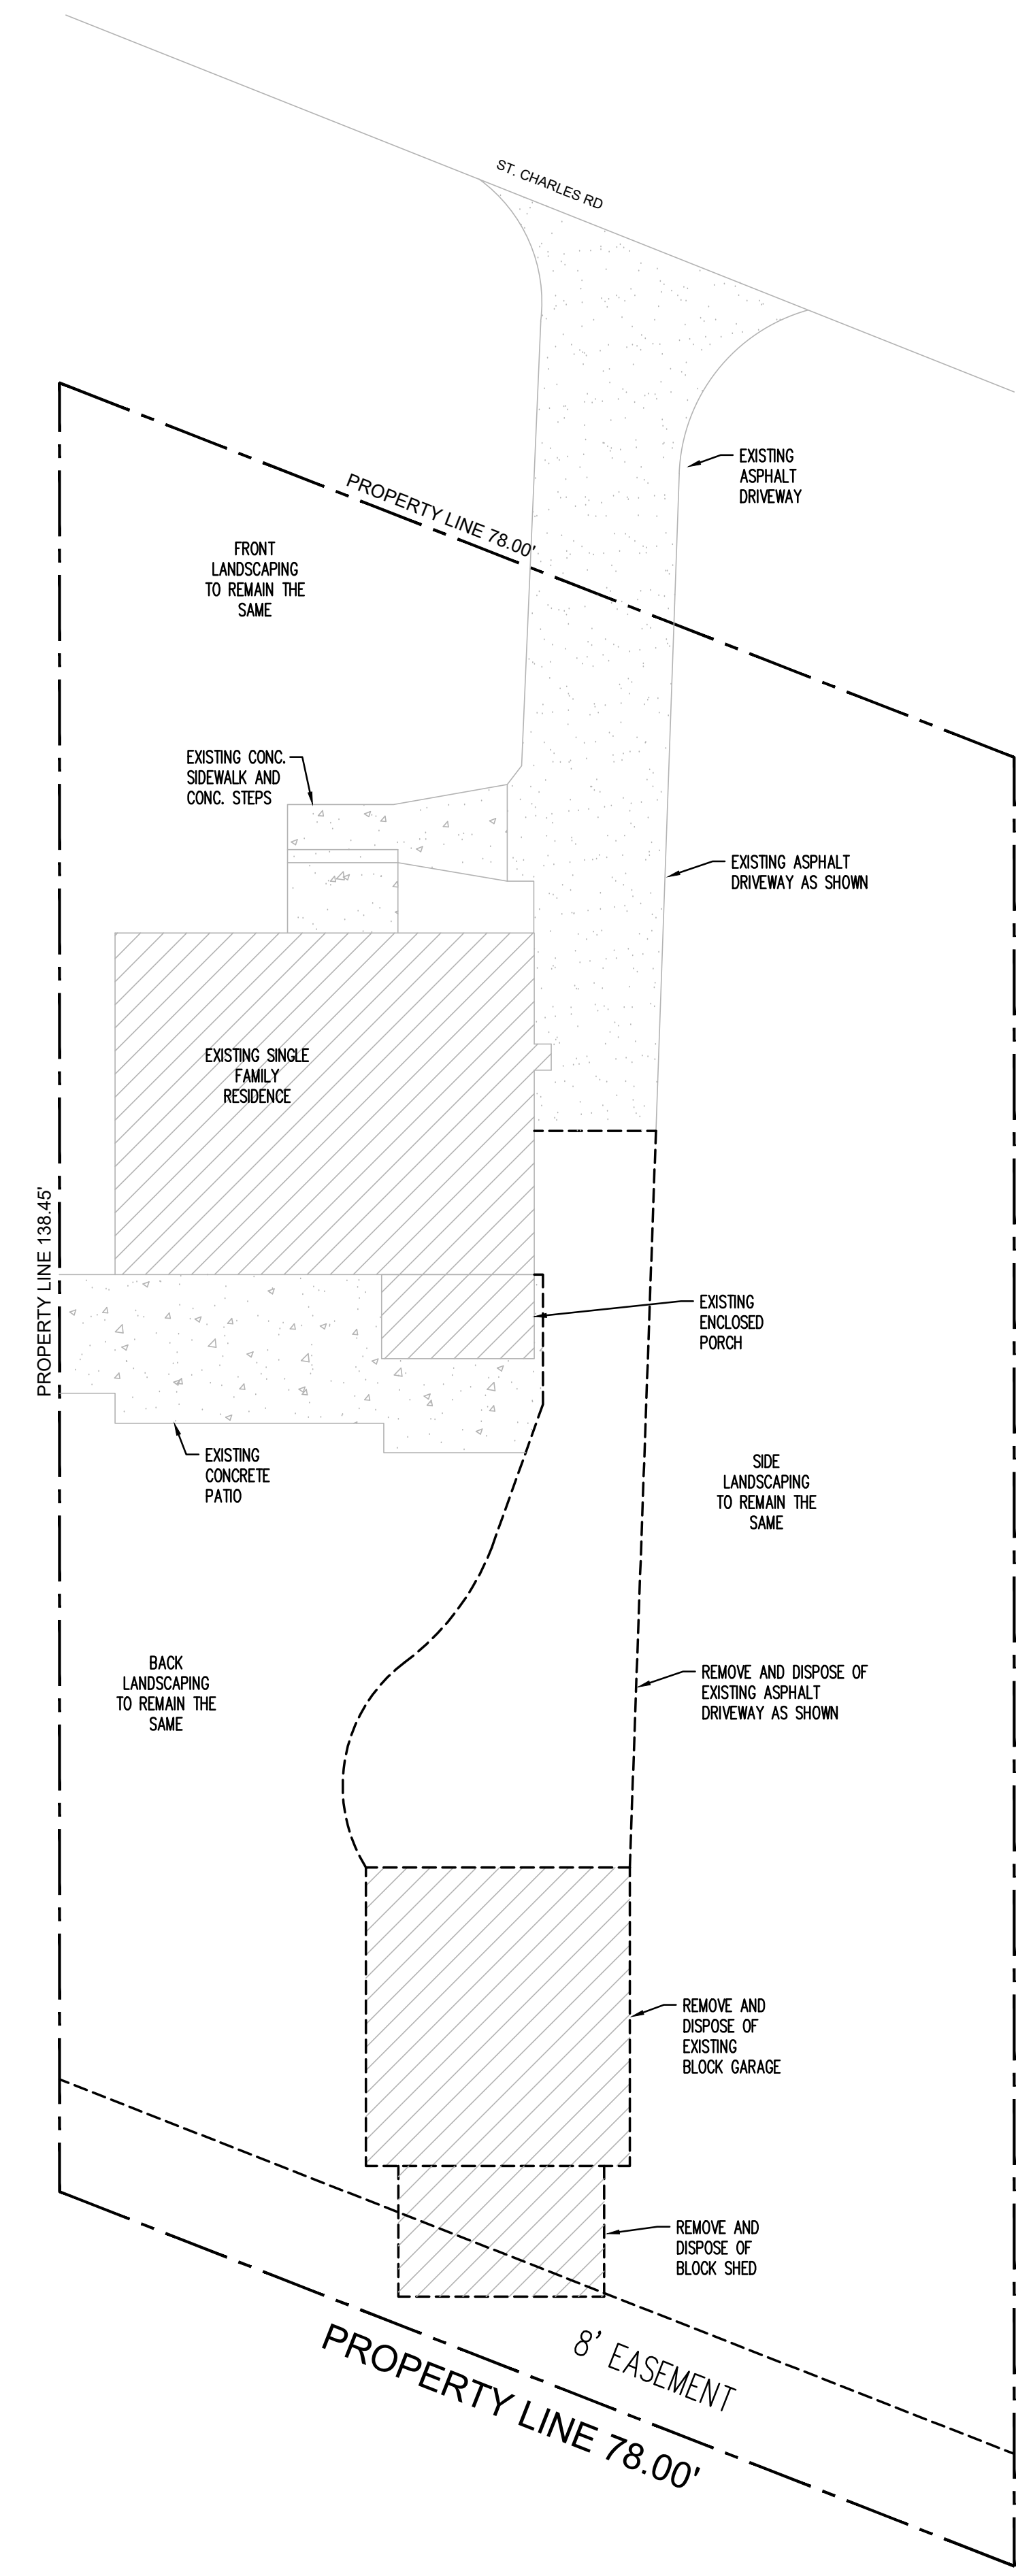 ST. CHARLES RD
EXISTING
ASPHALT
DRIVEWAY
PROPERTY LINE 78.00'
FRONT
LANDSCAPING
TO REMAIN THE
SAME
EXISTING CONC.
SIDEWALK AND
CONC. STEPS
EXISTING ASPHALT
DRIVEWAY AS SHOWN
EXISTING SINGLE
FAMILY
RESIDENCE
PROPERTY LINE 138.45'
EXISTING
ENCLOSED
PORCH
EXISTING
CONCRETE
PATIO
SIDE
LANDSCAPING
TO REMAIN THE
SAME
BACK
LANDSCAPING
TO REMAIN THE
SAME
REMOVE AND DISPOSE OF
EXISTING ASPHALT
DRIVEWAY AS SHOWN
REMOVE AND
DISPOSE OF
EXISTING
BLOCK GARAGE
REMOVE AND
DISPOSE OF
BLOCK SHED
8' EASEMENT
PROPERTY LINE 78.00'